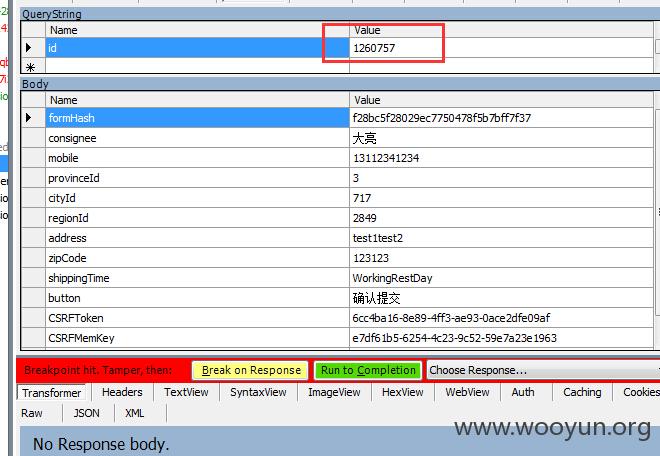 QueryString
Name Value
id 1260757
Body
Name Value
formHash f28bc5f28029ec7750478f5b7bff7f37
consignee 大亮
mobile 13112341234
provinceId 3
cityId 717
regionId 2849
address test1test2
zipCode 123123
shippingTime WorkingRestDay
button 确认提交
CSRFToken 6cc4ba16-8e89-4ff3-ae93-0ace2dfe09af
CSRFMemKey e7df61b5-6254-4c23-9c52-59e7a23e1963
Breakpoint hit. Tamper, then: Break on Response Run to Completion Choose Response...
Transformer Headers TextView SyntaxView ImageView HexView WebView Auth Caching Cookies
Raw JSON XML
www.wooyun.org
No Response body.